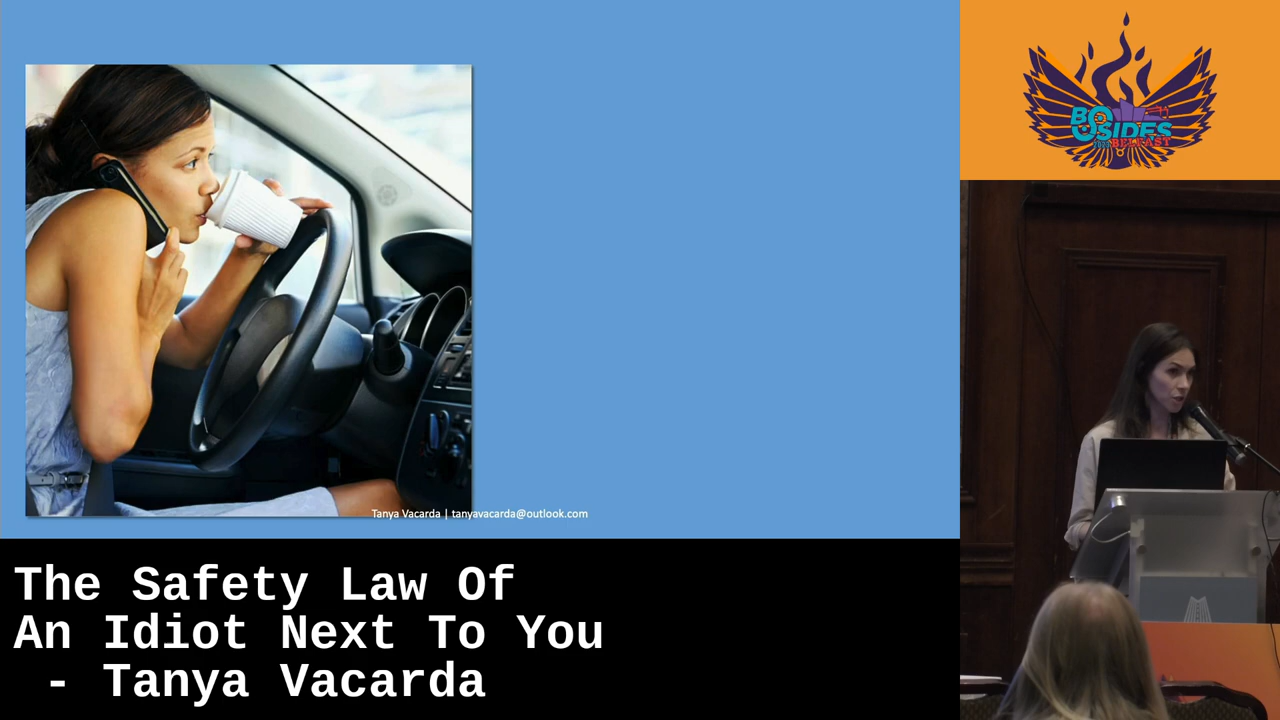 BSIDES
BELFAST
Tanya Vacarda | tanyavacarda@outlook.com
The Safety Law Of
An Idiot Next To You
- Tanya Vacarda